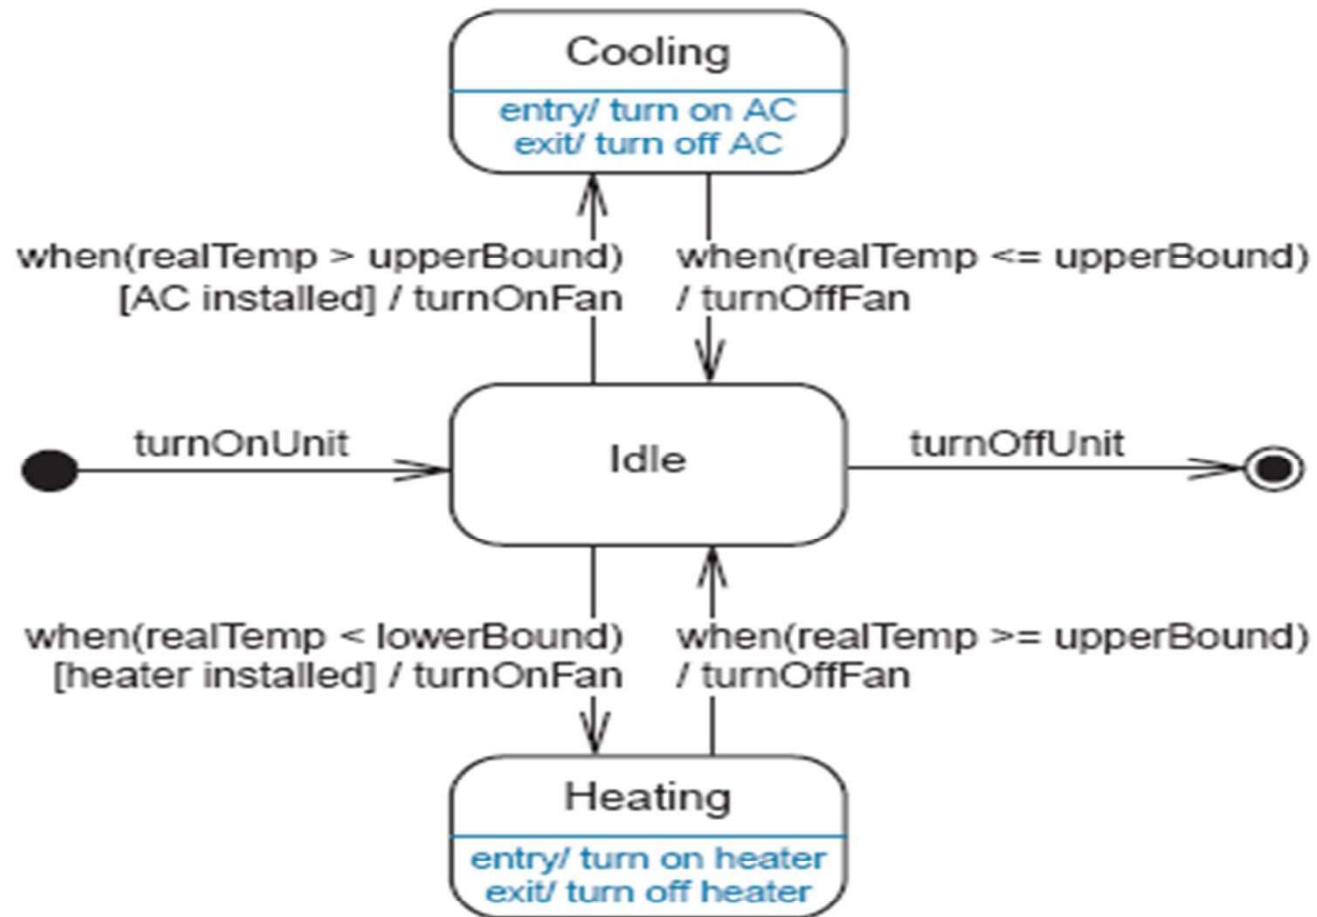 Cooling
entry/ turn on AC
exit/ turn off AC
when(realTemp > upperBound)
[AC installed] / turnOnFan
when(realTemp <= upperBound)
/ turnOffFan
turnOnUnit
Idle
turnOffUnit
when(realTemp < lowerBound)
[heater installed] / turnOnFan
when(realTemp >= upperBound)
/ turnOffFan
Heating
entry/ turn on heater
exit/ turn off heater